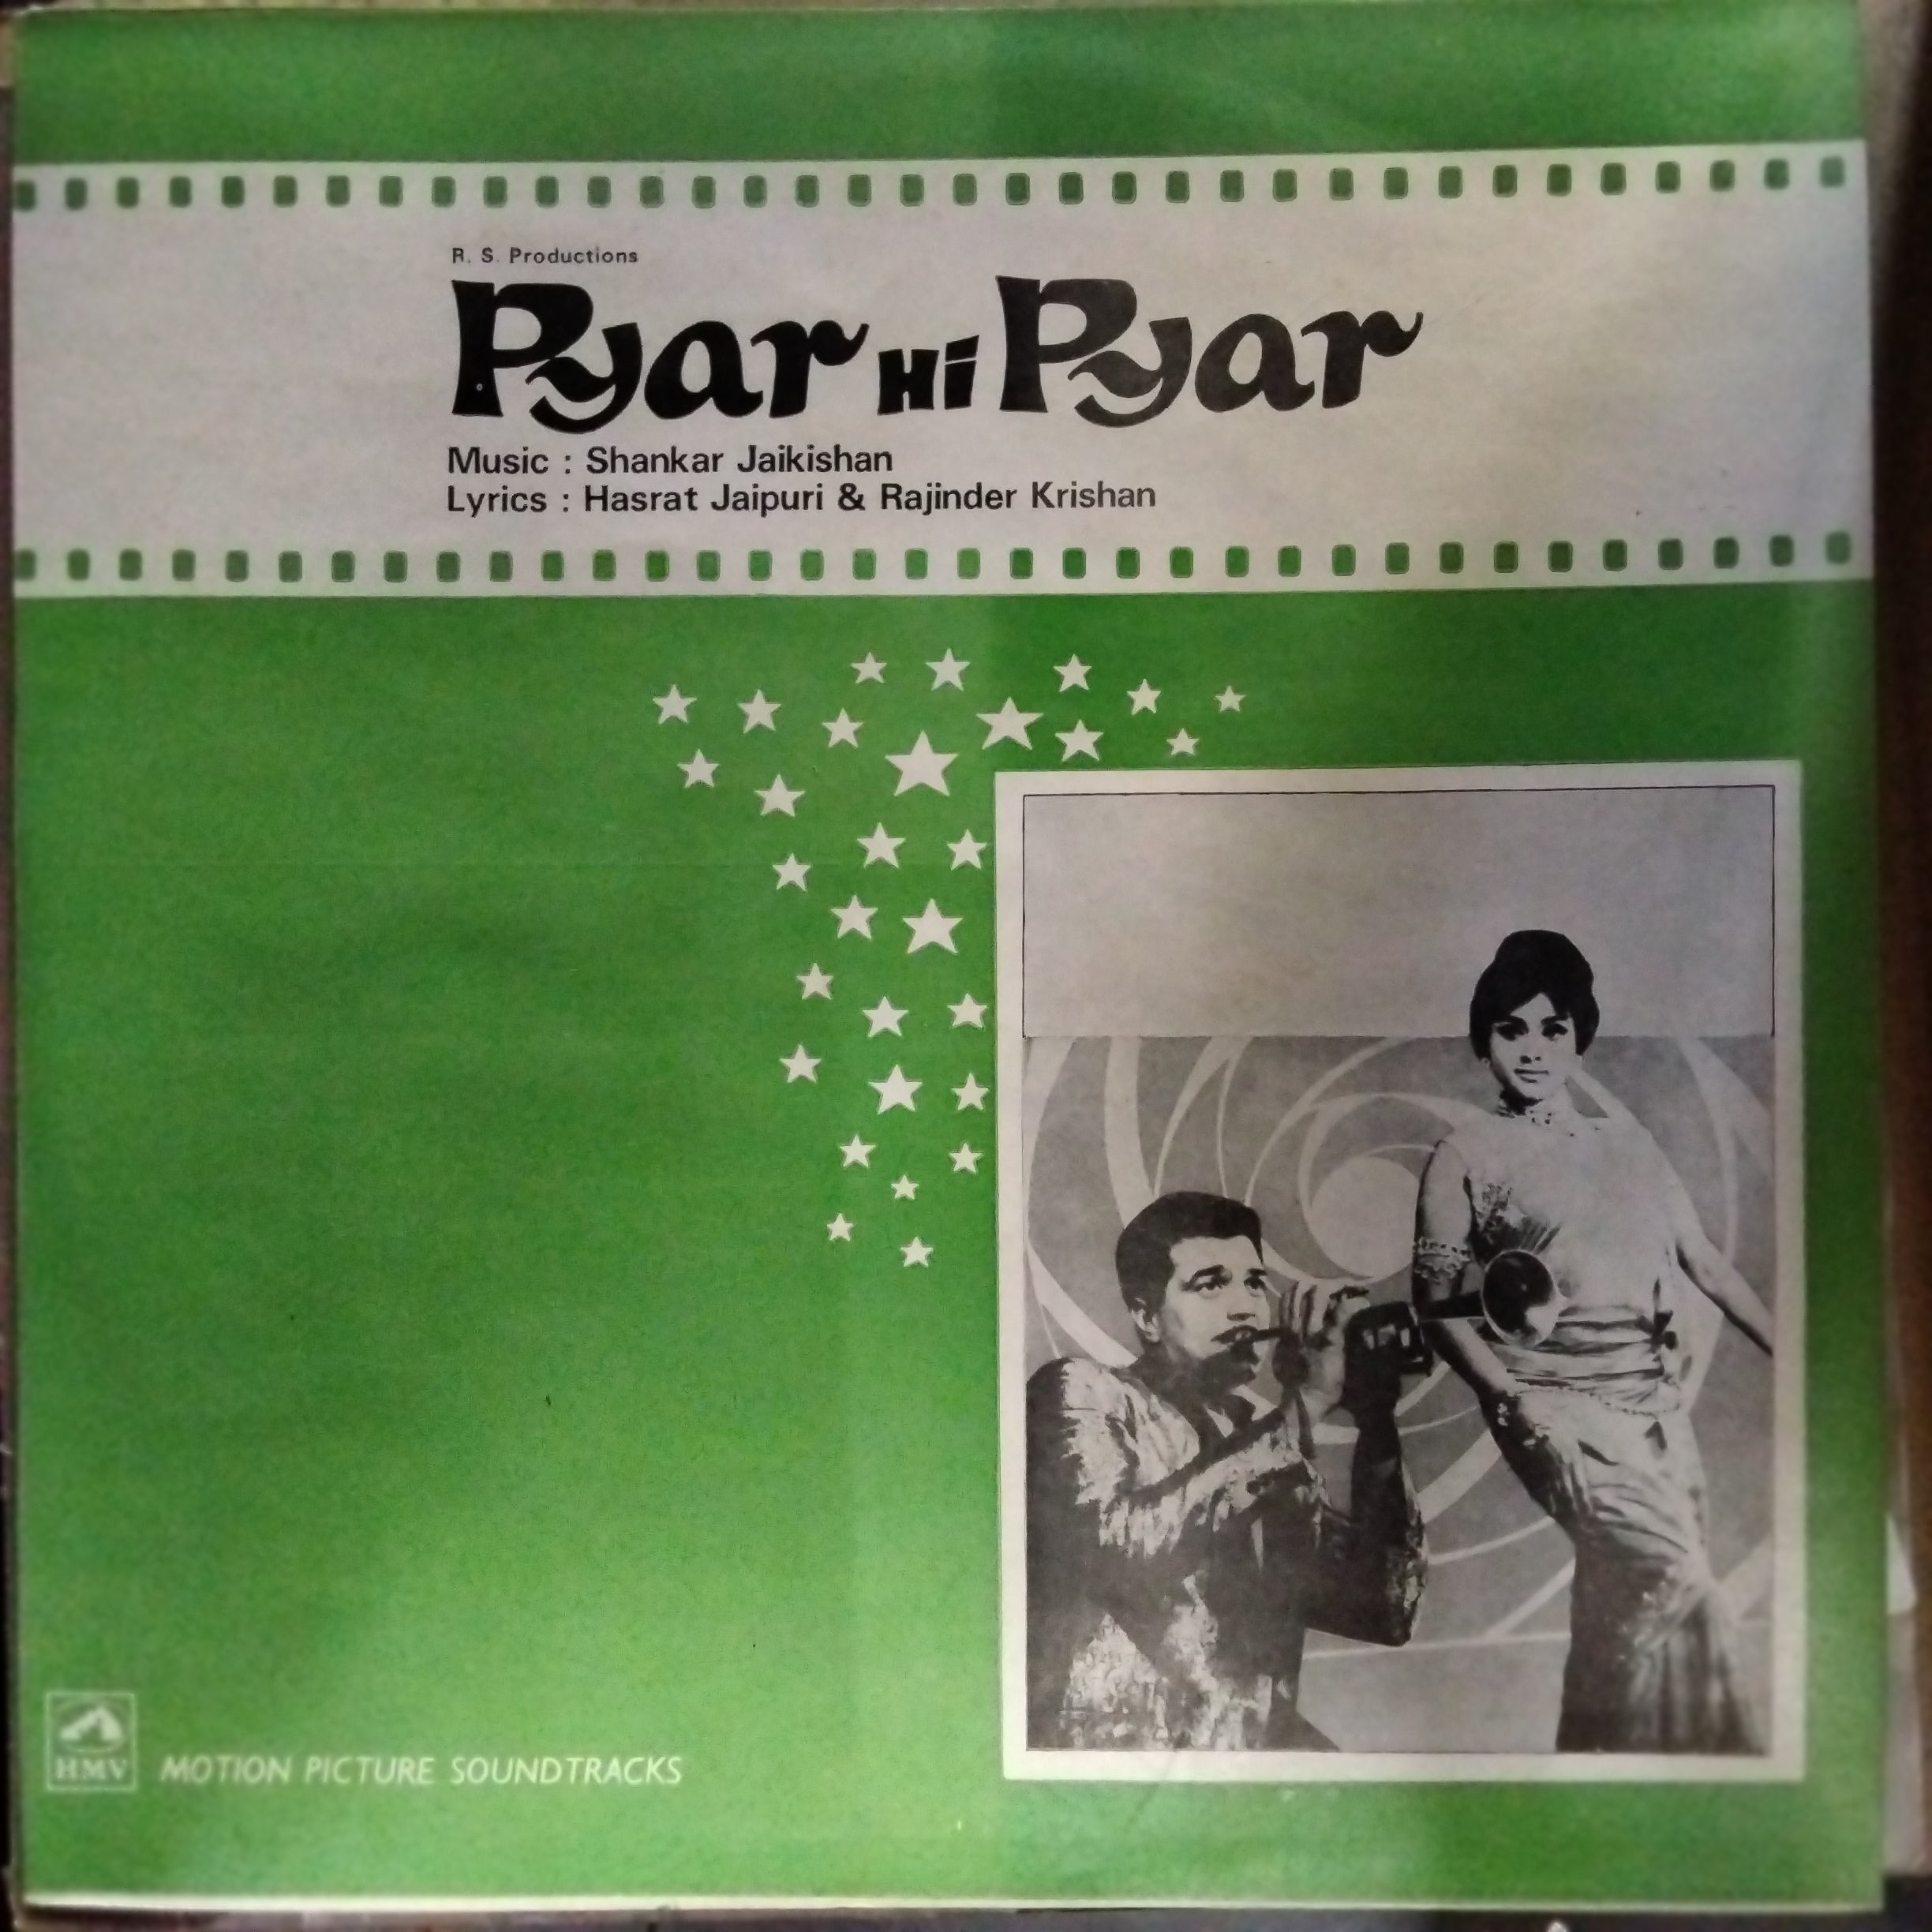 R. S. Productions
Pyar Hi Pyar
Music : Shankar Jaikishan
Lyrics : Hasrat Jaipuri & Rajinder Krishan
HMV
MOTION PICTURE SOUNDTRACKS